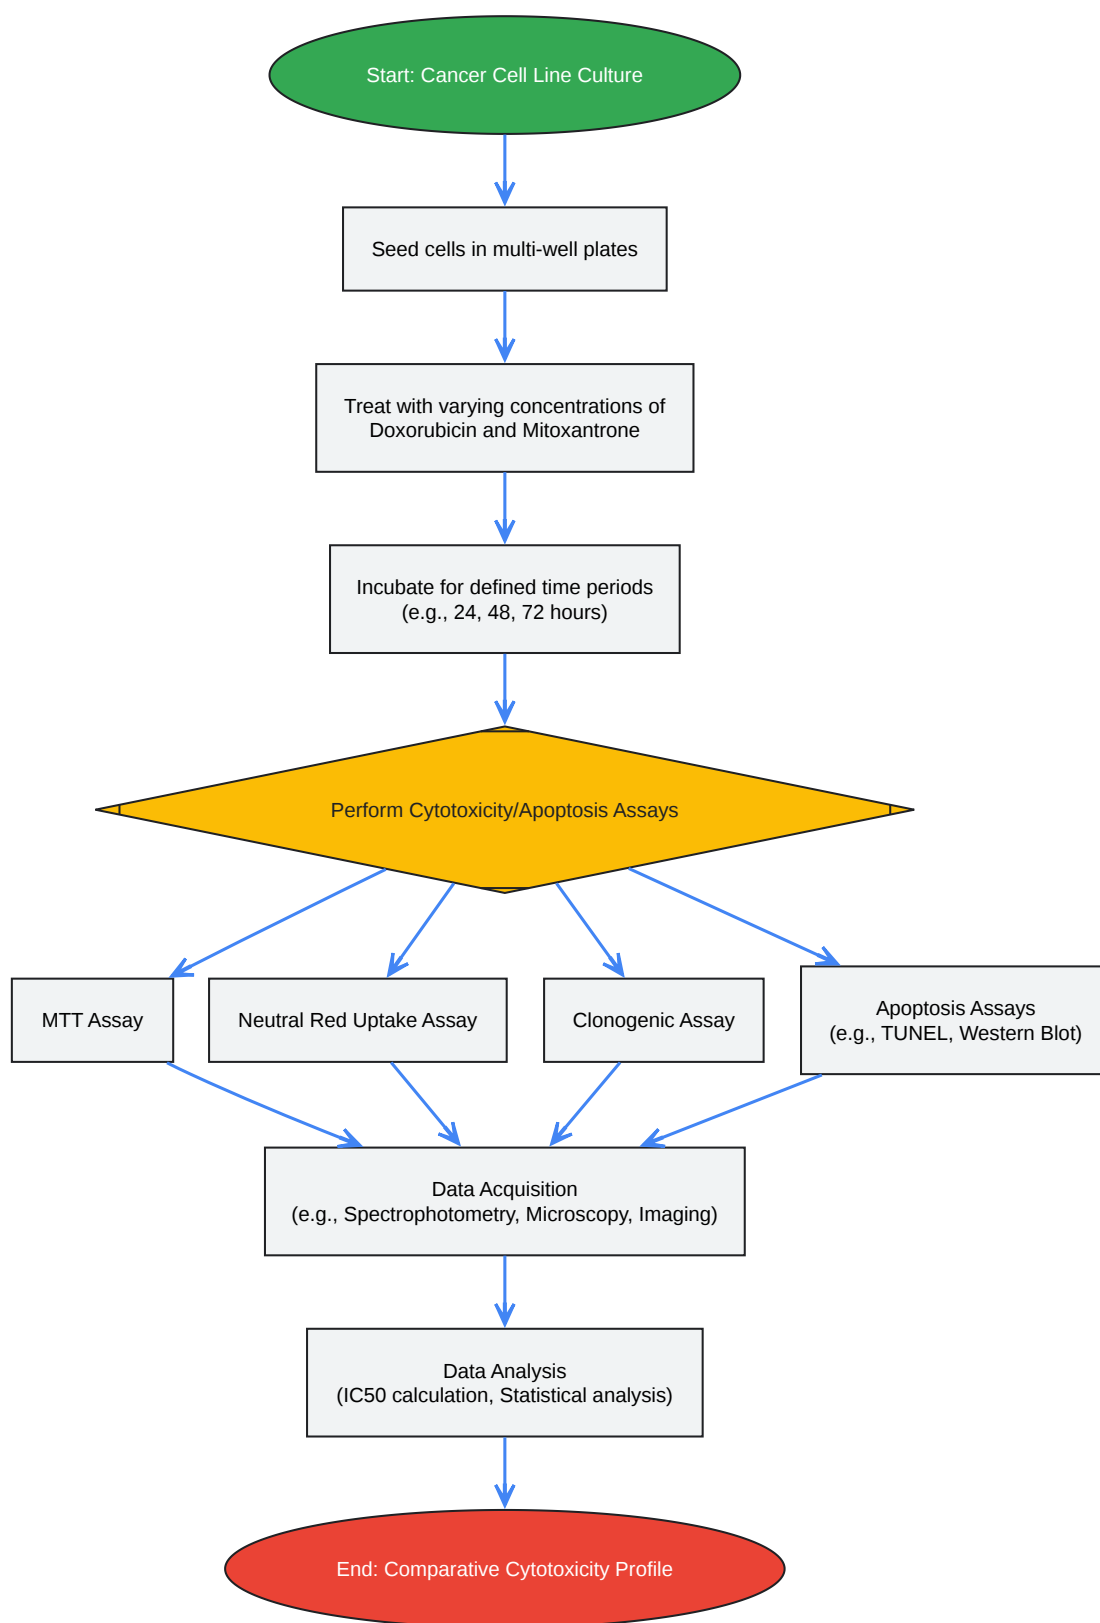 Start: Cancer Cell Line Culture
Seed cells in multi-well plates
Treat with varying concentrations of
Doxorubicin and Mitoxantrone
Incubate for defined time periods
(e.g., 24, 48, 72 hours)
Perform Cytotoxicity/Apoptosis Assays
MTT Assay
Neutral Red Uptake Assay
Clonogenic Assay
Apoptosis Assays
(e.g., TUNEL, Western Blot)
Data Acquisition
(e.g., Spectrophotometry, Microscopy, Imaging)
Data Analysis
(IC50 calculation, Statistical analysis)
End: Comparative Cytotoxicity Profile